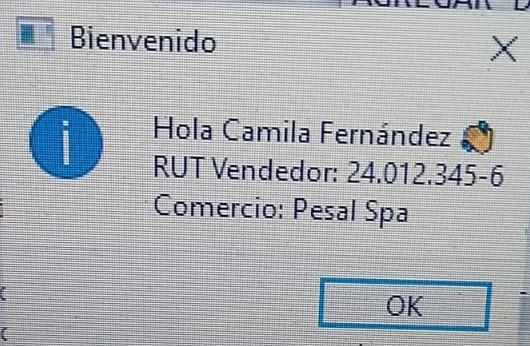 Bienvenido
Hola Camila Fernández 👏
RUT Vendedor: 24.012.345-6
Comercio: Pesal Spa
OK